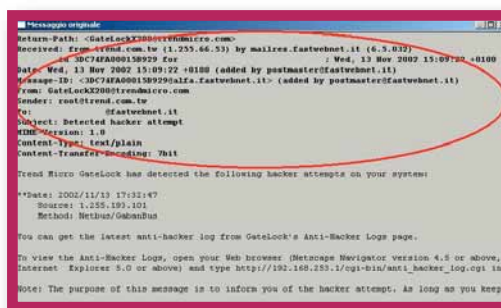 Messaggio originale
Return-Path: <GateLockX200@trendmicro.com>
Received: from trend.com.tw (1.255.66.53) by mailres.fastwebnet.it (6.5.032)
id 3DC74FA00015B929 for ; Wed, 13 Nov 2002 15:09:22 +0100
Date: Wed, 13 Nov 2002 15:09:22 +0100 (added by postmaster@fastwebnet.it)
Message-ID: <3DC74FA00015B929@alfa.fastwebnet.it> (added by postmaster@fastwebnet.it)
From: GateLockX200@trendmicro.com
Sender: root@trend.com.tw
To: @fastwebnet.it
Subject: Detected hacker attempt
MIME-Version: 1.0
Content-Type: text/plain
Content-Transfer-Encoding: 7bit
Trend Micro GateLock has detected the following hacker attempts on your system:
**Date: 2002/11/13 17:32:47
Source: 1.255.193.101
Method: Netbus/GabanBus
You can get the latest anti-hacker log from GateLock's Anti-Hacker Logs page.
To view the Anti-Hacker Logs, open your Web browser (Netscape Navigator version 4.5 or above,
Internet Explorer 5.0 or above) and type http://192.168.253.1/cgi-bin/anti_hacker_log.cgi in
Note: The purpose of this message is to inform you of the hacker attempt. As long as you keep